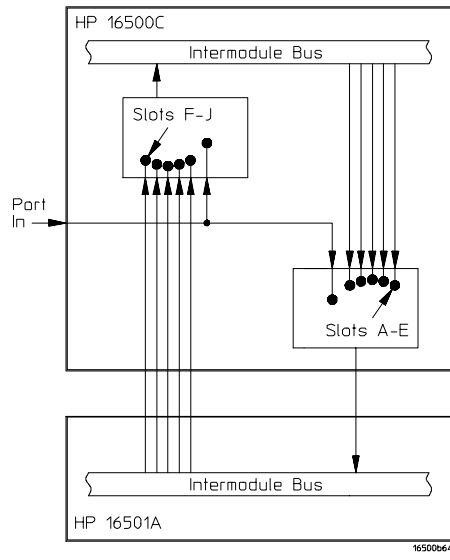 HP 16500C
Intermodule Bus
Slots F-J
Port
In
Slots A-E
Intermodule Bus
HP 16501A
16500b64